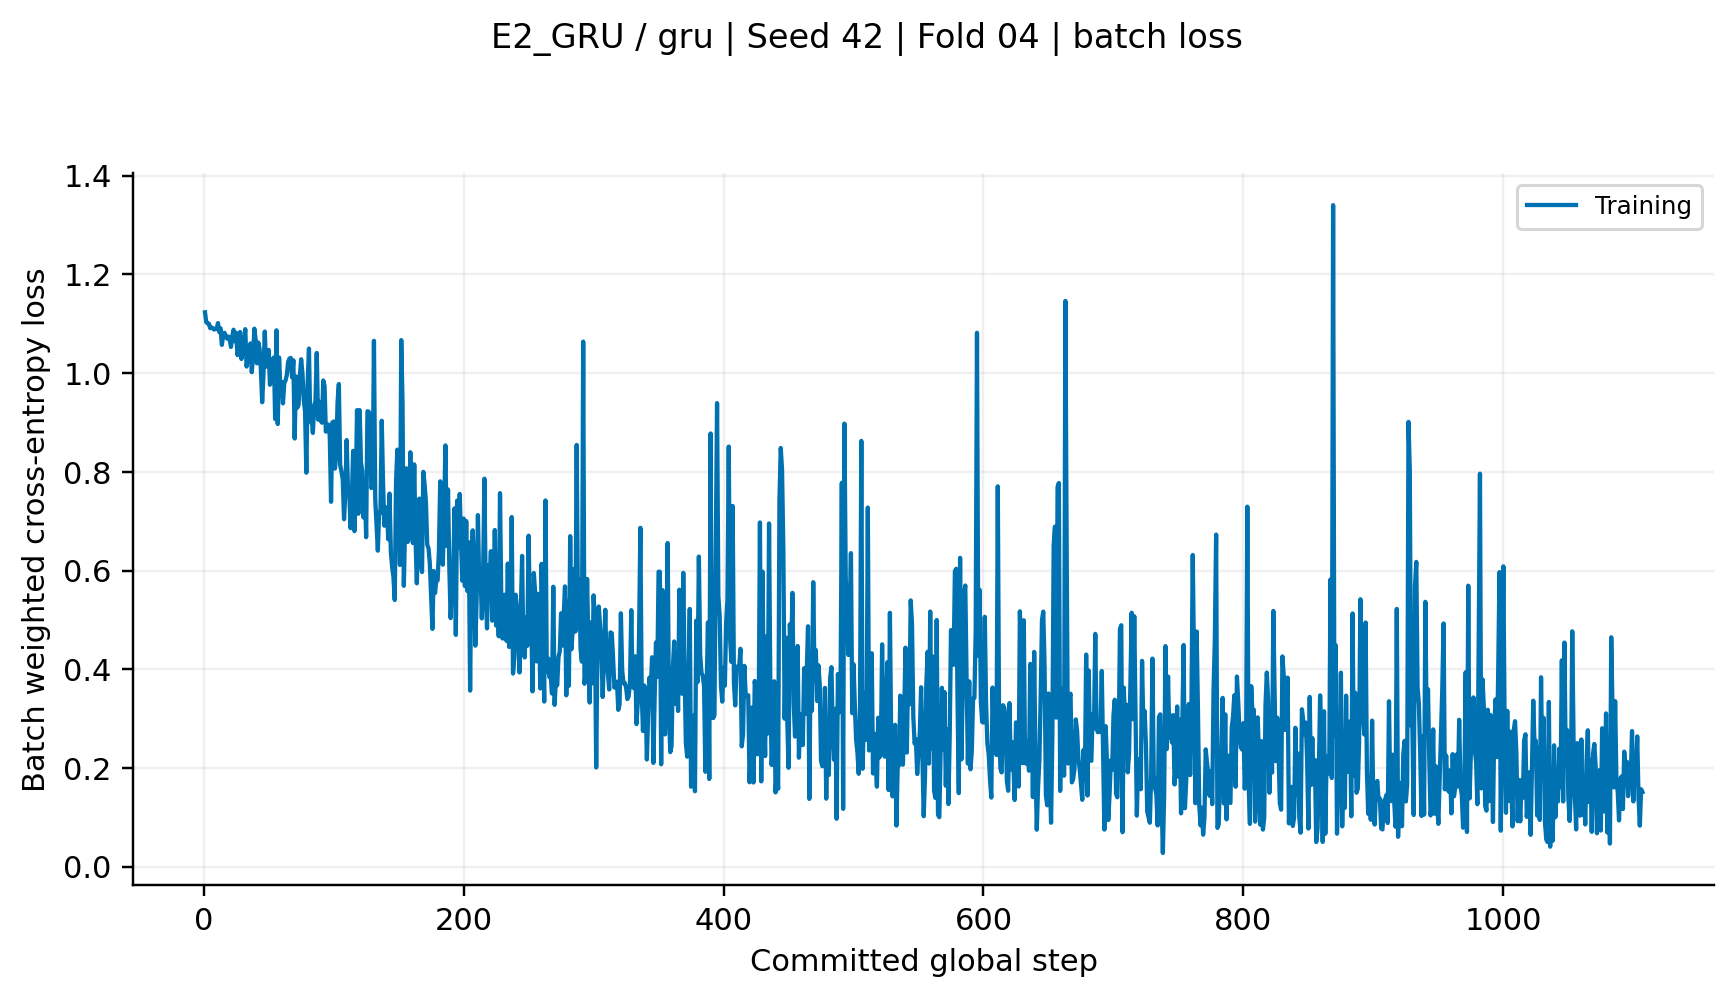 E2_GRU / gru | Seed 42 | Fold 04 | batch loss
1.4
1.2
1.0
0.8
0.6
0.4
0.2
0.0
Batch weighted cross-entropy loss
Training
0 200 400 600 800 1000
Committed global step